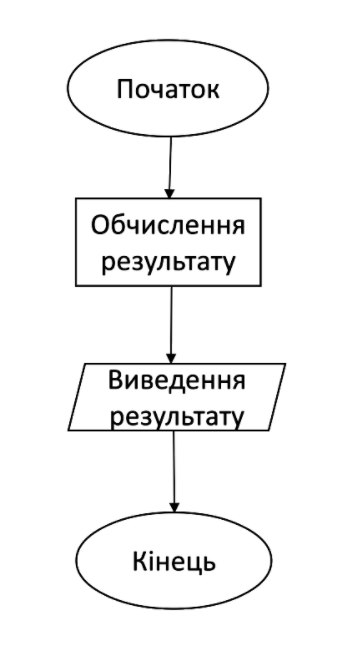 Початок
Обчислення
результату
Виведення
результату
Кінець